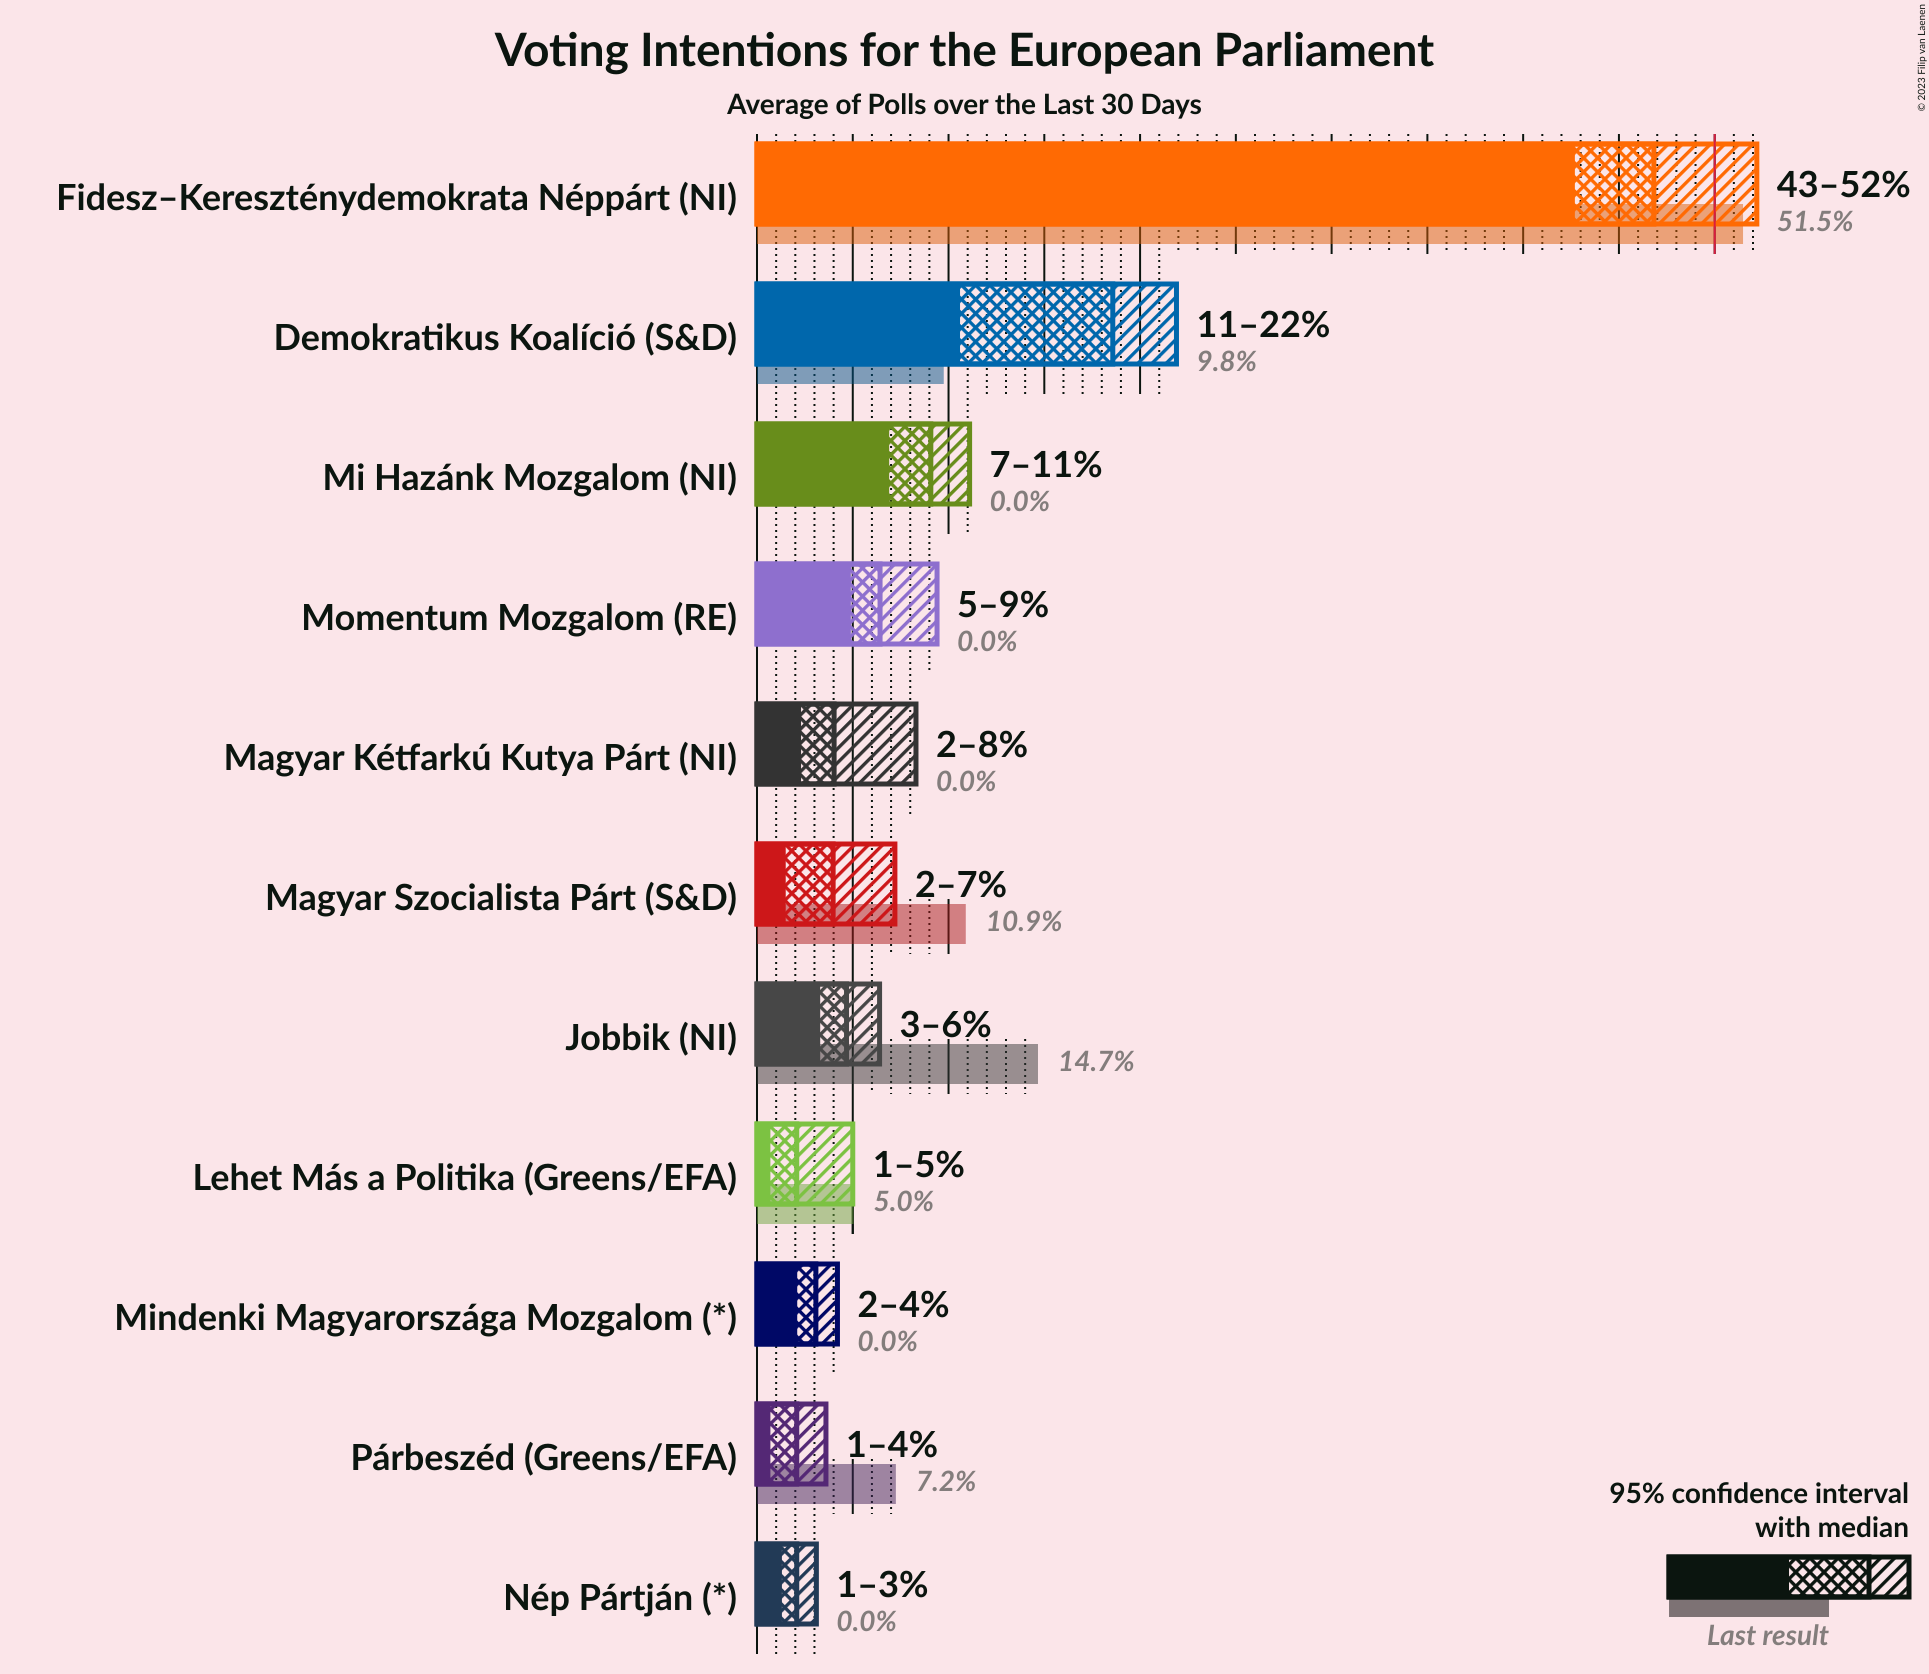 Voting Intentions for the European Parliament
Average of Polls over the Last 30 Days
© 2023 Filip van Laenen
Fidesz–Kereszténydemokrata Néppárt (NI)
43–52%
51.5%
Demokratikus Koalíció (S&D)
11–22%
9.8%
Mi Hazánk Mozgalom (NI)
7–11%
0.0%
Momentum Mozgalom (RE)
5–9%
0.0%
Magyar Kétfarkú Kutya Párt (NI)
2–8%
0.0%
Magyar Szocialista Párt (S&D)
2–7%
10.9%
Jobbik (NI)
3–6%
14.7%
Lehet Más a Politika (Greens/EFA)
1–5%
5.0%
Mindenki Magyarországa Mozgalom (*)
2–4%
0.0%
Párbeszéd (Greens/EFA)
1–4%
7.2%
Nép Pártján (*)
1–3%
0.0%
95% confidence interval
with median
Last result